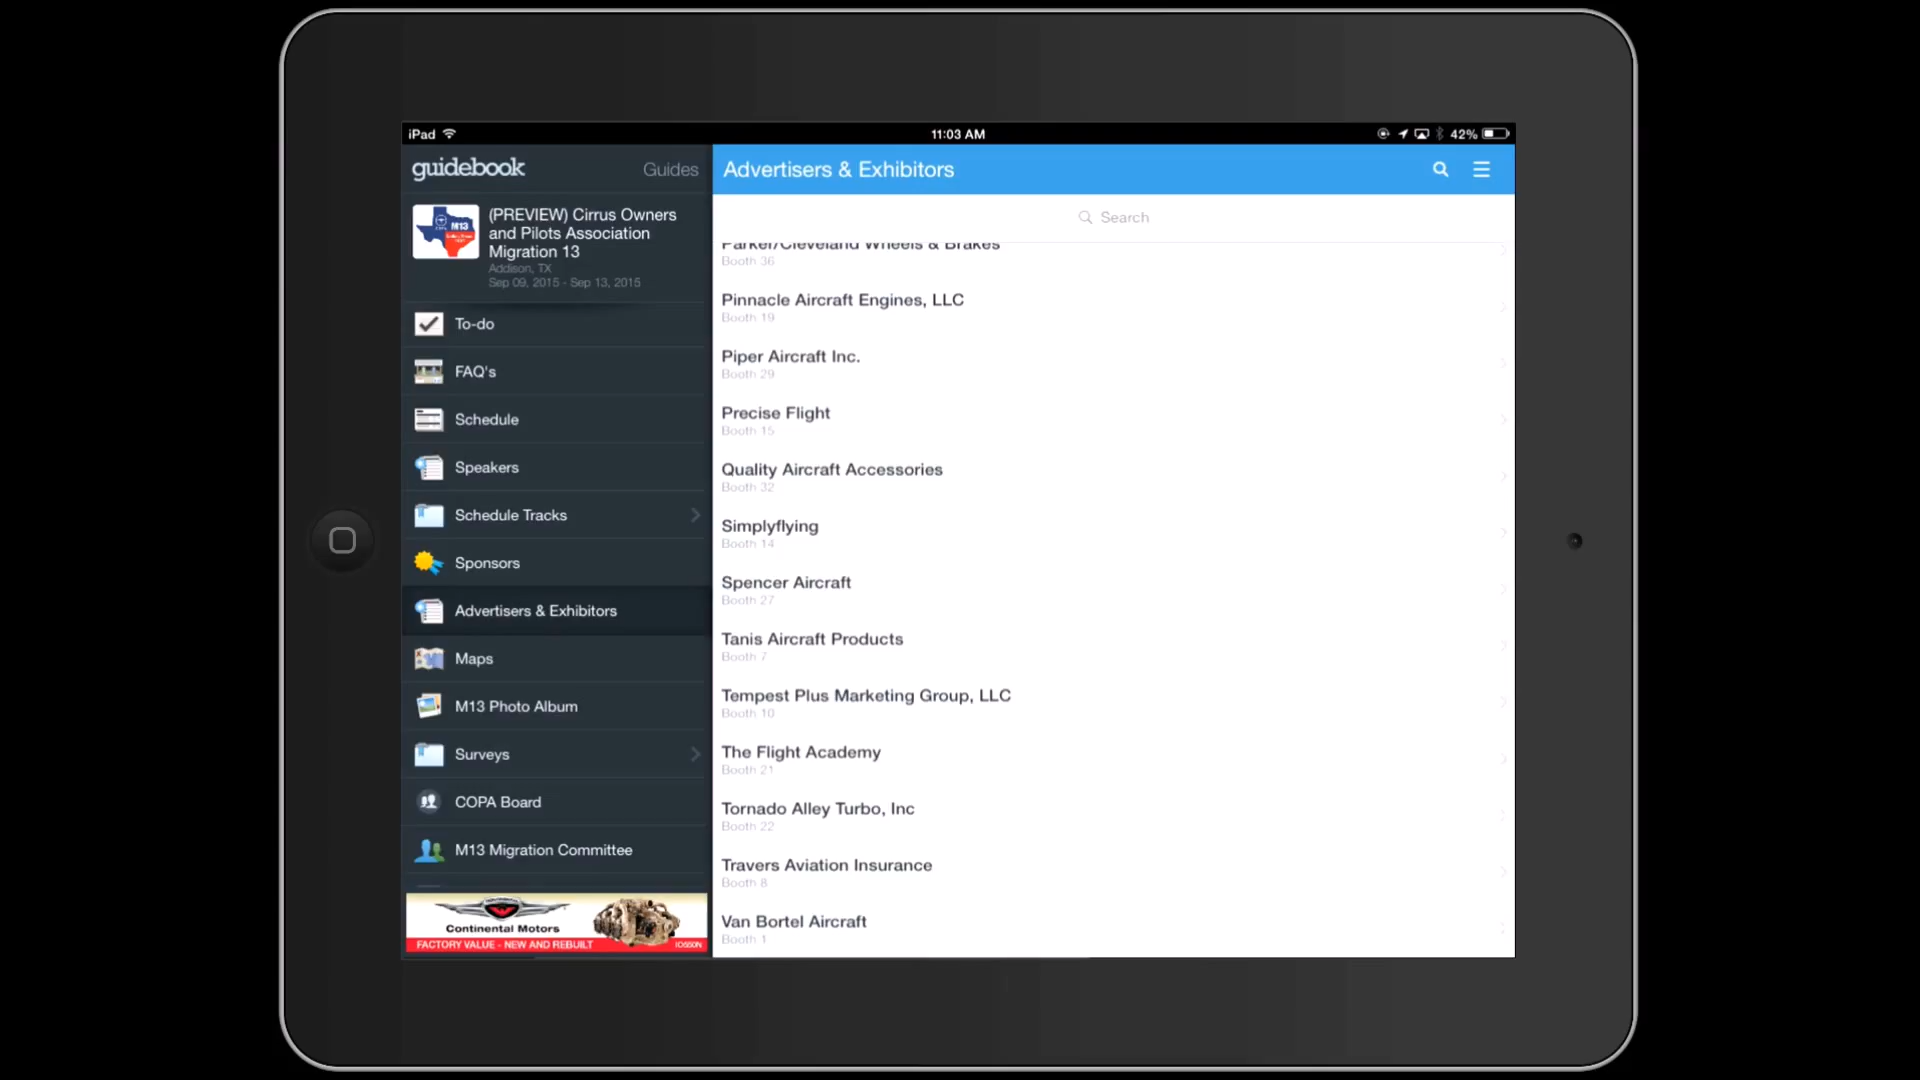 iPad
11:03 AM
42%
guidebook
Guides
M13
(PREVIEW) Cirrus Owners
and Pilots Association
Migration 13
Addison, TX
Sep 09, 2015 - Sep 13, 2015
To-do
FAQ's
Schedule
Speakers
Schedule Tracks
Sponsors
Advertisers & Exhibitors
Maps
M13 Photo Album
Surveys
COPA Board
M13 Migration Committee
Continental Motors
FACTORY VALUE - NEW AND REBUILT
IO550N
Advertisers & Exhibitors
Search
Parker/Cleveland Wheels & Brakes
Booth 36
Pinnacle Aircraft Engines, LLC
Booth 19
Piper Aircraft Inc.
Booth 29
Precise Flight
Booth 15
Quality Aircraft Accessories
Booth 32
Simplyflying
Booth 14
Spencer Aircraft
Booth 27
Tanis Aircraft Products
Booth 7
Tempest Plus Marketing Group, LLC
Booth 10
The Flight Academy
Booth 21
Tornado Alley Turbo, Inc
Booth 22
Travers Aviation Insurance
Booth 8
Van Bortel Aircraft
Booth 1